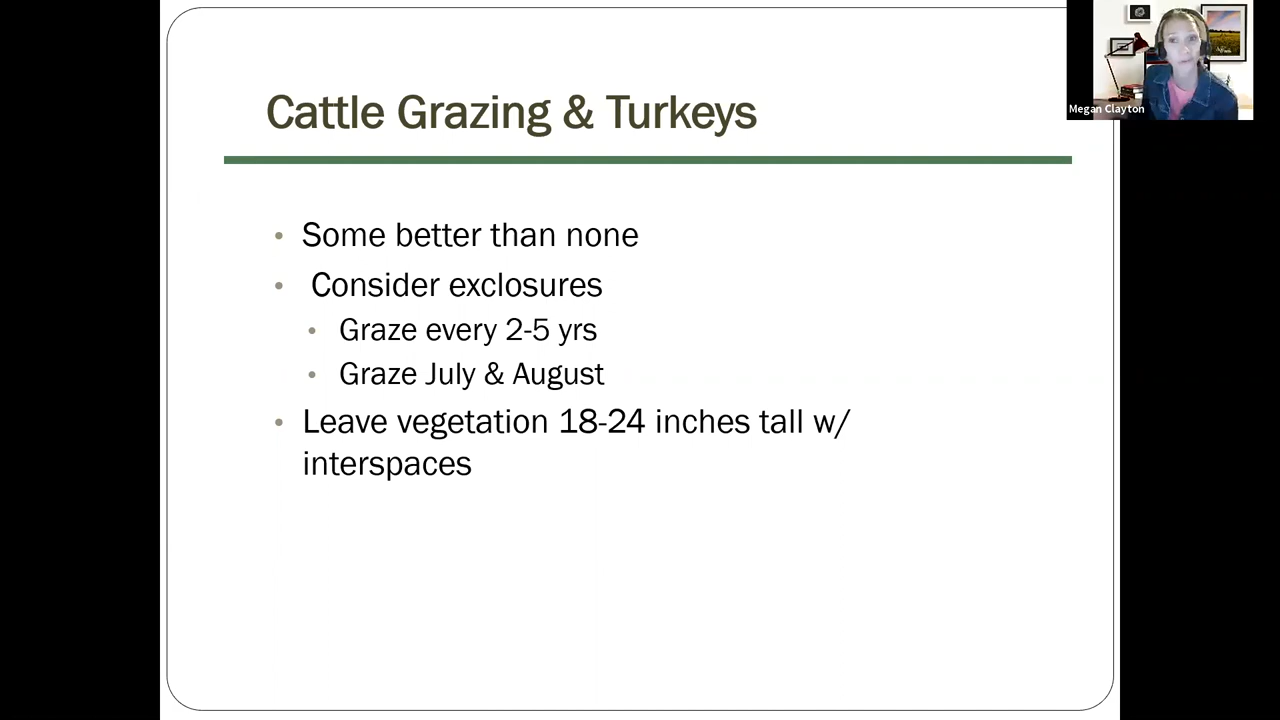 Cattle Grazing & Turkeys
Megan Clayton
• Some better than none
• Consider exclosures
• Graze every 2-5 yrs
• Graze July & August
• Leave vegetation 18-24 inches tall w/
interspaces